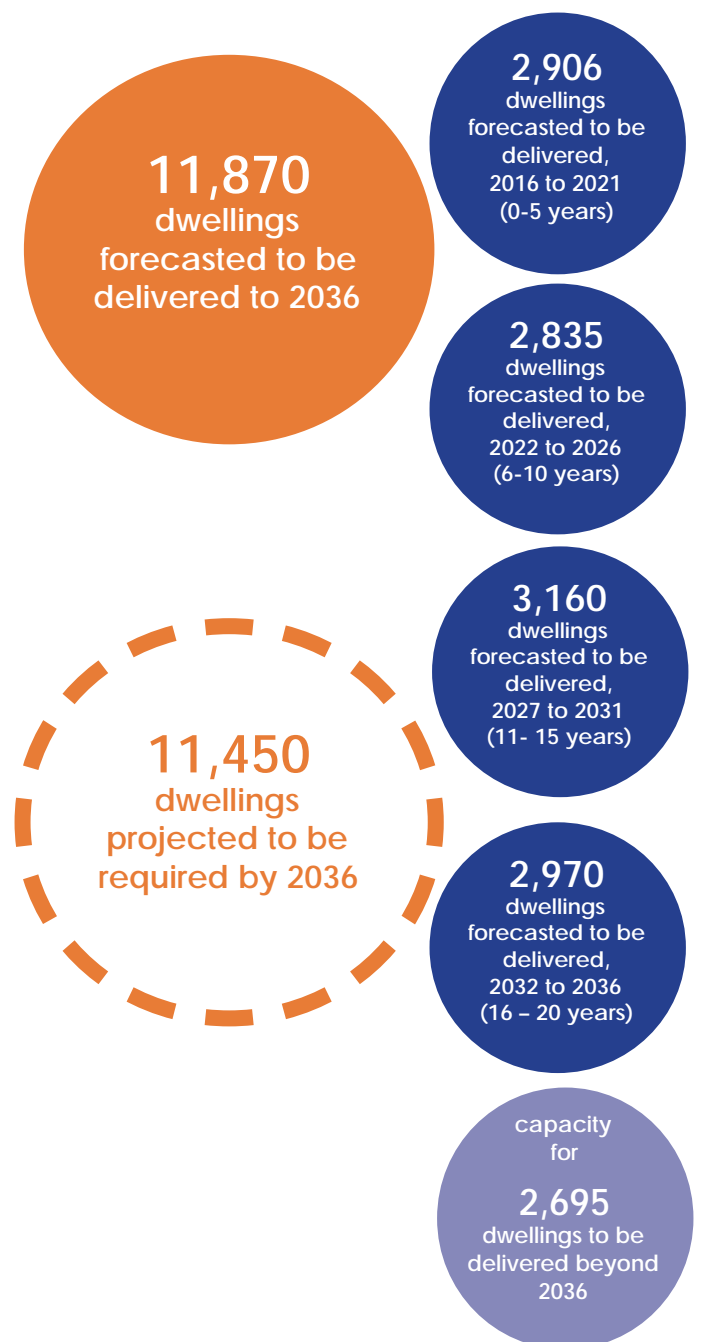 11,870
dwellings
forecasted to be
delivered to 2036
2,906
dwellings
forecasted to be
delivered,
2016 to 2021
(0-5 years)
2,835
dwellings
forecasted to be
delivered,
2022 to 2026
(6-10 years)
3,160
dwellings
forecasted to be
delivered,
2027 to 2031
(11- 15 years)
11,450
dwellings
projected to be
required by 2036
2,970
dwellings
forecasted to be
delivered,
2032 to 2036
(16 – 20 years)
capacity
for
2,695
dwellings to be
delivered beyond
2036